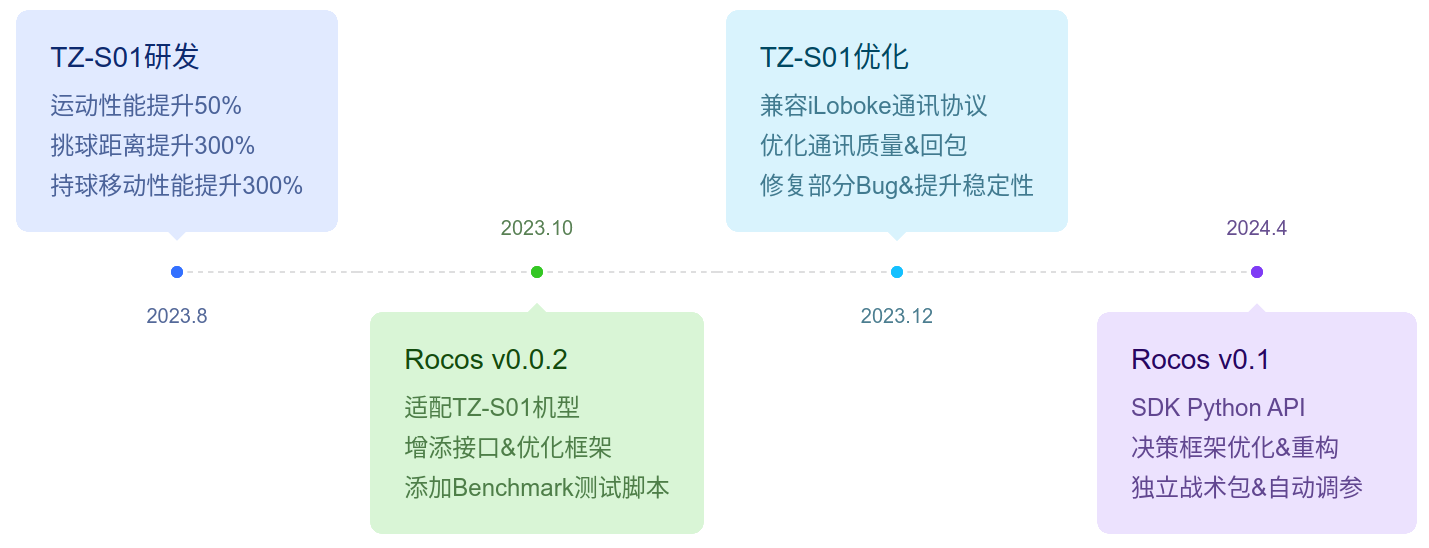 TZ-S01研发
运动性能提升50%
挑球距离提升300%
持球移动性能提升300%
2023.8
2023.10
Rocos v0.0.2
适配TZ-S01机型
增添接口&优化框架
添加Benchmark测试脚本
TZ-S01优化
兼容iLoboke通讯协议
优化通讯质量&回包
修复部分Bug&提升稳定性
2023.12
2024.4
Rocos v0.1
SDK Python API
决策框架优化&重构
独立战术包&自动调参